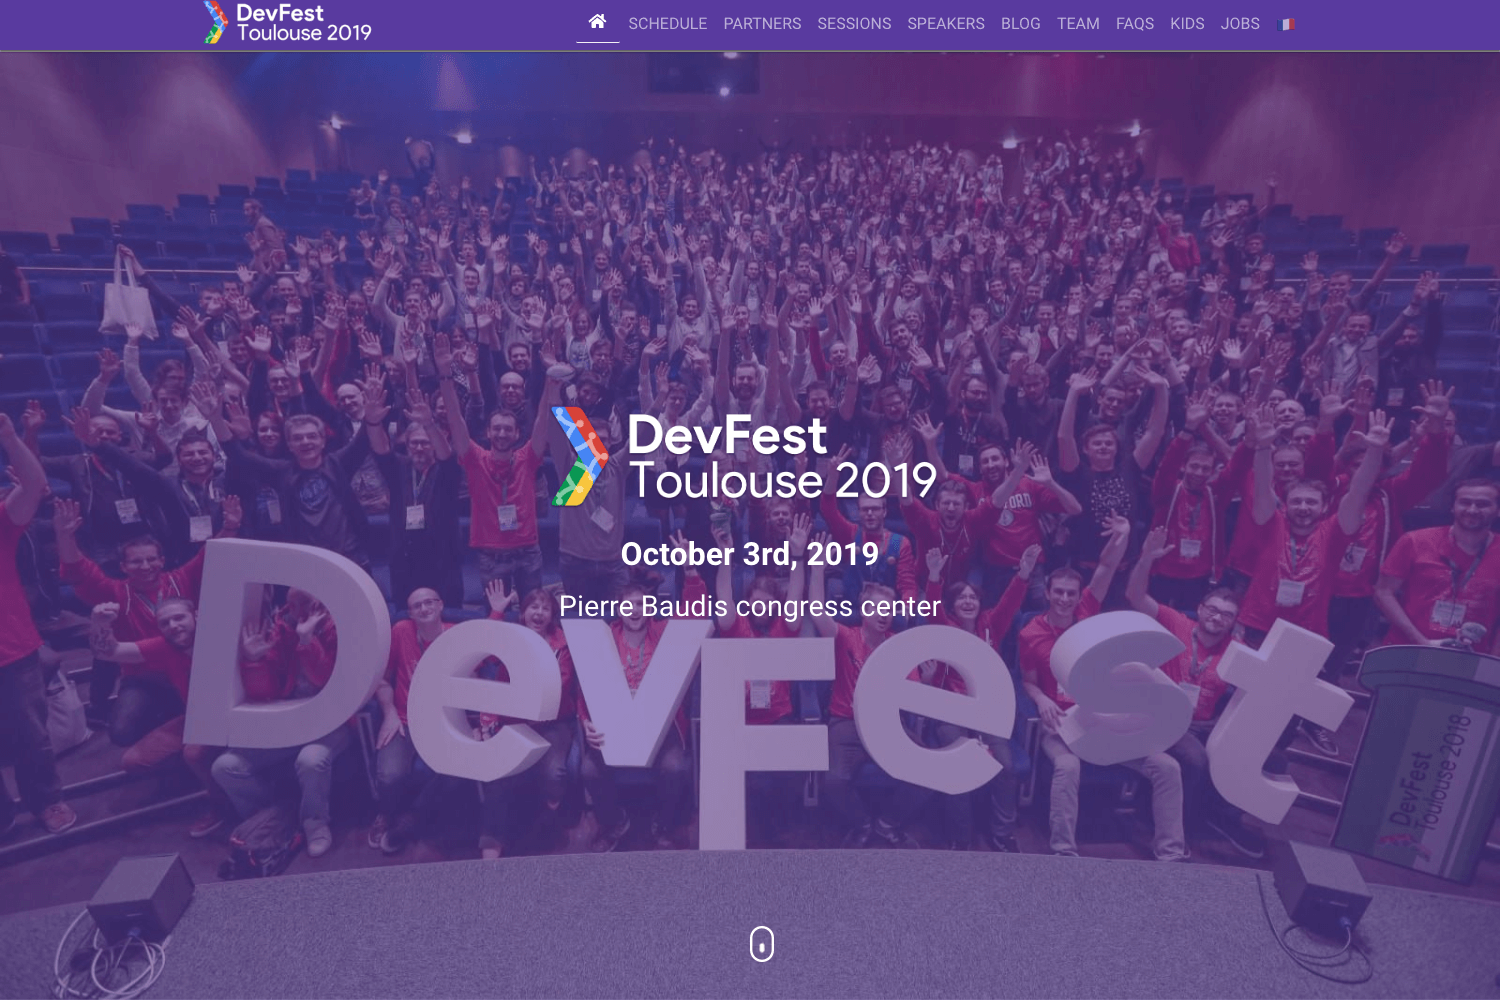 DevFest
Toulouse 2019
SCHEDULE PARTNERS SESSIONS SPEAKERS BLOG TEAM FAQS KIDS JOBS
DevFest
Toulouse 2019
October 3rd, 2019
Pierre Baudis congress center
DevFest
DevFest
Toulouse 2018